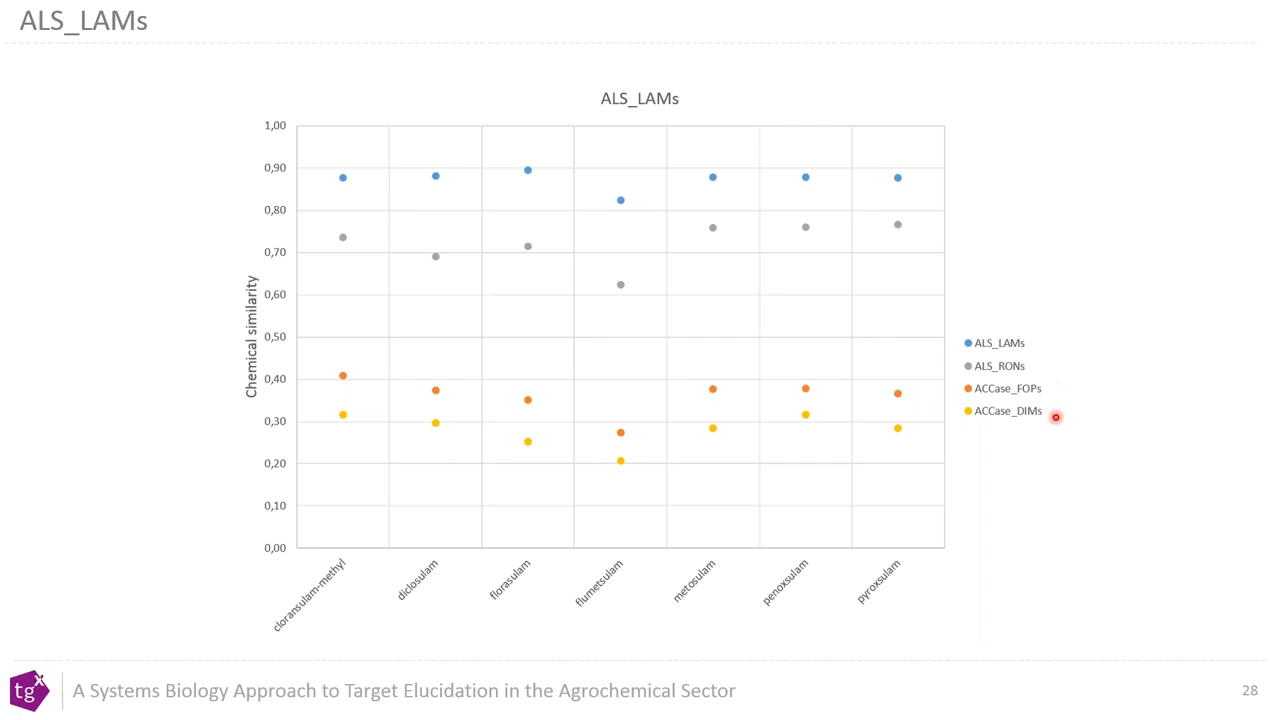 ALS_LAMs
ALS_LAMs
1,00
0,90
0,80
0,70
0,60
0,50
0,40
0,30
0,20
0,10
0,00
Chemical similarity
cloransulam-methyl
diclosulam
florasulam
flumetsulam
metosulam
penoxsulam
pyroxsulam
ALS_LAMs
ALS_RONs
ACCase_FOPs
ACCase_DIMs
tgx
A Systems Biology Approach to Target Elucidation in the Agrochemical Sector
28